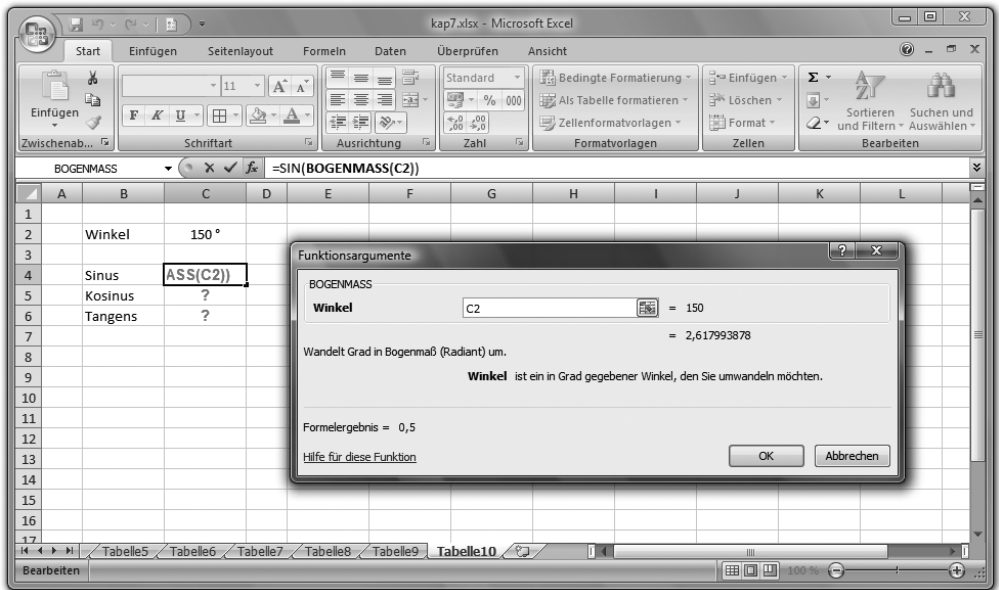 kap7.xlsx - Microsoft Excel
Start Einfügen Seitenlayout Formeln Daten Überprüfen Ansicht
Einfügen
Zwischenab...
11 A A
F K U A
Schriftart
Ausrichtung
Standard
% 000
,0 ,00 ,00 ,0
Zahl
Bedingte Formatierung
Als Tabelle formatieren
Zellenformatvorlagen
Formatvorlagen
Einfügen
Löschen
Format
Zellen
Σ
Sortieren und Filtern
Suchen und Auswählen
Bearbeiten
BOGENMASS fx =SIN(BOGENMASS(C2))
A B C D E F G H I J K L
1
2 Winkel 150 °
3
4 Sinus ASS(C2))
5 Kosinus ?
6 Tangens ?
7
8
9
10
11
12
13
14
15
16
17
Funktionsargumente ? X
BOGENMASS
Winkel C2 = 150
= 2,617993878
Wandelt Grad in Bogenmaß (Radiant) um.
Winkel ist ein in Grad gegebener Winkel, den Sie umwandeln möchten.
Formelergebnis = 0,5
Hilfe für diese Funktion
OK Abbrechen
Tabelle5 Tabelle6 Tabelle7 Tabelle8 Tabelle9 Tabelle10
Bearbeiten 100 %